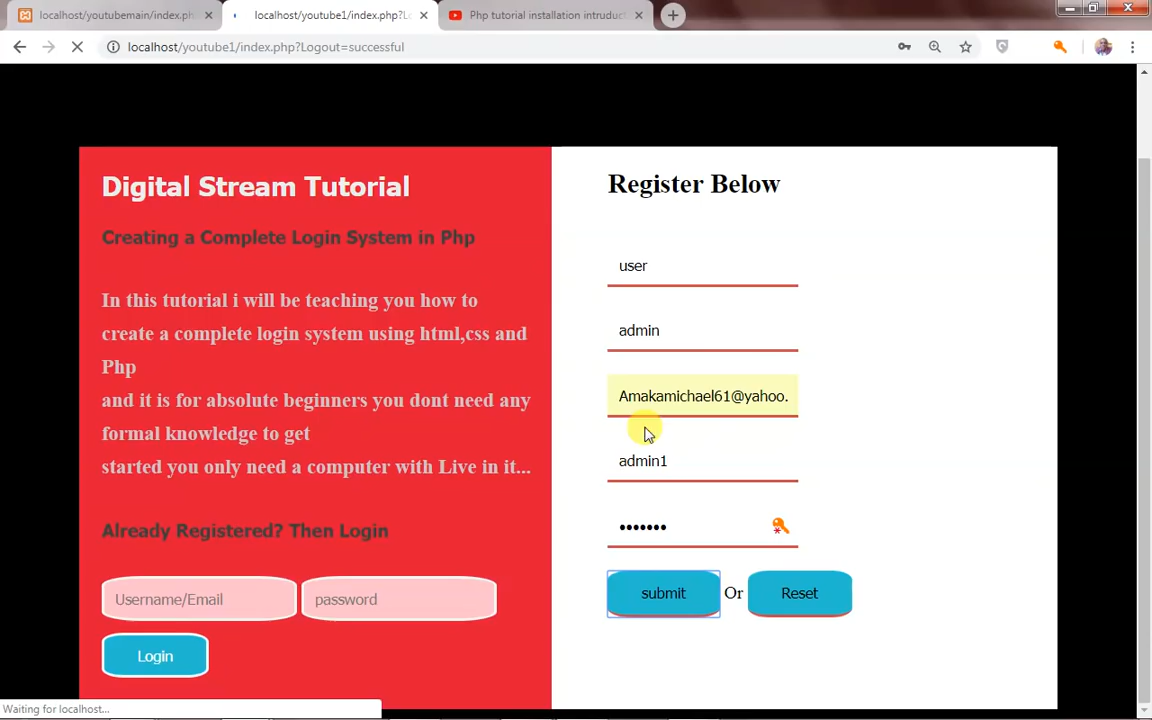 localhost/youtubemain/index.ph
localhost/youtube1/index.php?Lo
Php tutorial installation intruduct
localhost/youtube1/index.php?Logout=successful
Digital Stream Tutorial
Creating a Complete Login System in Php
In this tutorial i will be teaching you how to
create a complete login system using html,css and
Php
and it is for absolute beginners you dont need any
formal knowledge to get
started you only need a computer with Live in it...
Already Registered? Then Login
Username/Email
password
Login
Register Below
user
admin
Amakamichael61@yahoo.
admin1
•••••••
submit Or Reset
Waiting for localhost...